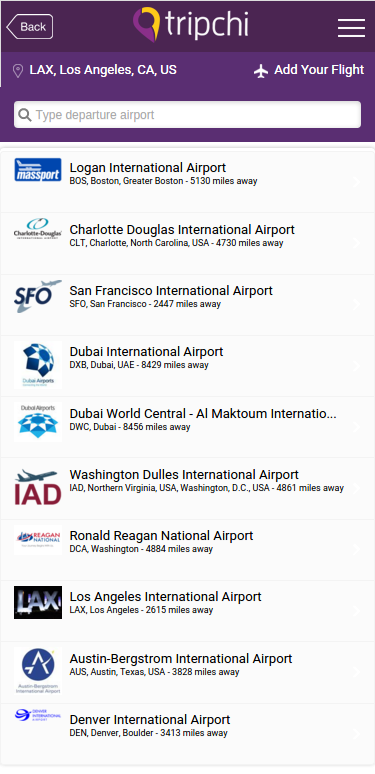 Back
tripchi
LAX, Los Angeles, CA, US
Add Your Flight
Type departure airport
massport
Logan International Airport
BOS, Boston, Greater Boston - 5130 miles away
Charlotte-Douglas
INTERNATIONAL AIRPORT
Charlotte Douglas International Airport
CLT, Charlotte, North Carolina, USA - 4730 miles away
SFO
San Francisco International Airport
SFO, San Francisco - 2447 miles away
Dubai Airports
Dubai International Airport
DXB, Dubai, UAE - 8429 miles away
Dubai Airports
Dubai World Central - Al Maktoum Internatio...
DWC, Dubai - 8456 miles away
IAD
Washington Dulles International Airport
IAD, Northern Virginia, USA, Washington, D.C., USA - 4861 miles away
REAGAN
NATIONAL
Ronald Reagan National Airport
DCA, Washington - 4884 miles away
LAX
Los Angeles International Airport
LAX, Los Angeles - 2615 miles away
Austin-Bergstrom
International Airport
Austin-Bergstrom International Airport
AUS, Austin, Texas, USA - 3828 miles away
DENVER
INTERNATIONAL
AIRPORT
Denver International Airport
DEN, Denver, Boulder - 3413 miles away